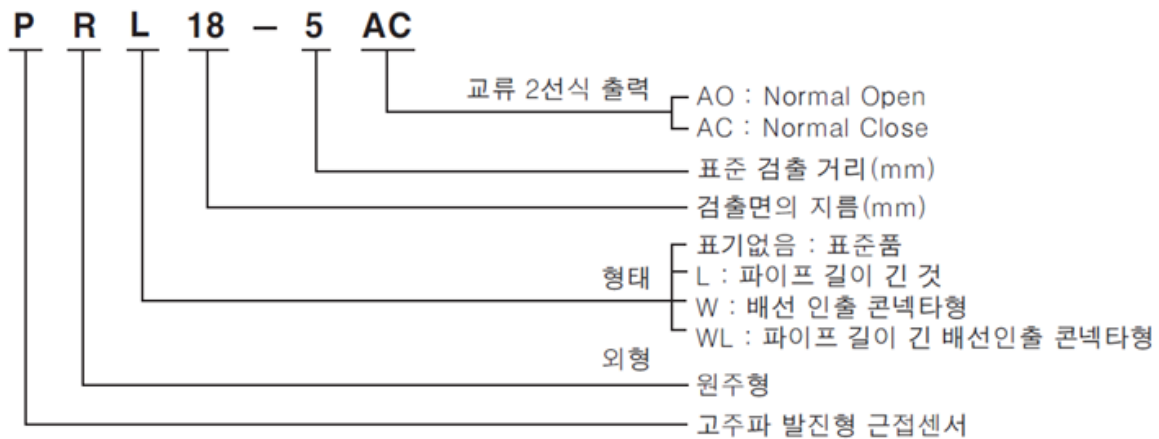 P R L 18 – 5 AC
교류 2선식 출력
AO : Normal Open
AC : Normal Close
표준 검출 거리(mm)
검출면의 지름(mm)
형태
표기없음 : 표준품
L : 파이프 길이 긴 것
W : 배선 인출 콘넥타형
WL : 파이프 길이 긴 배선인출 콘넥타형
외형
원주형
고주파 발진형 근접센서